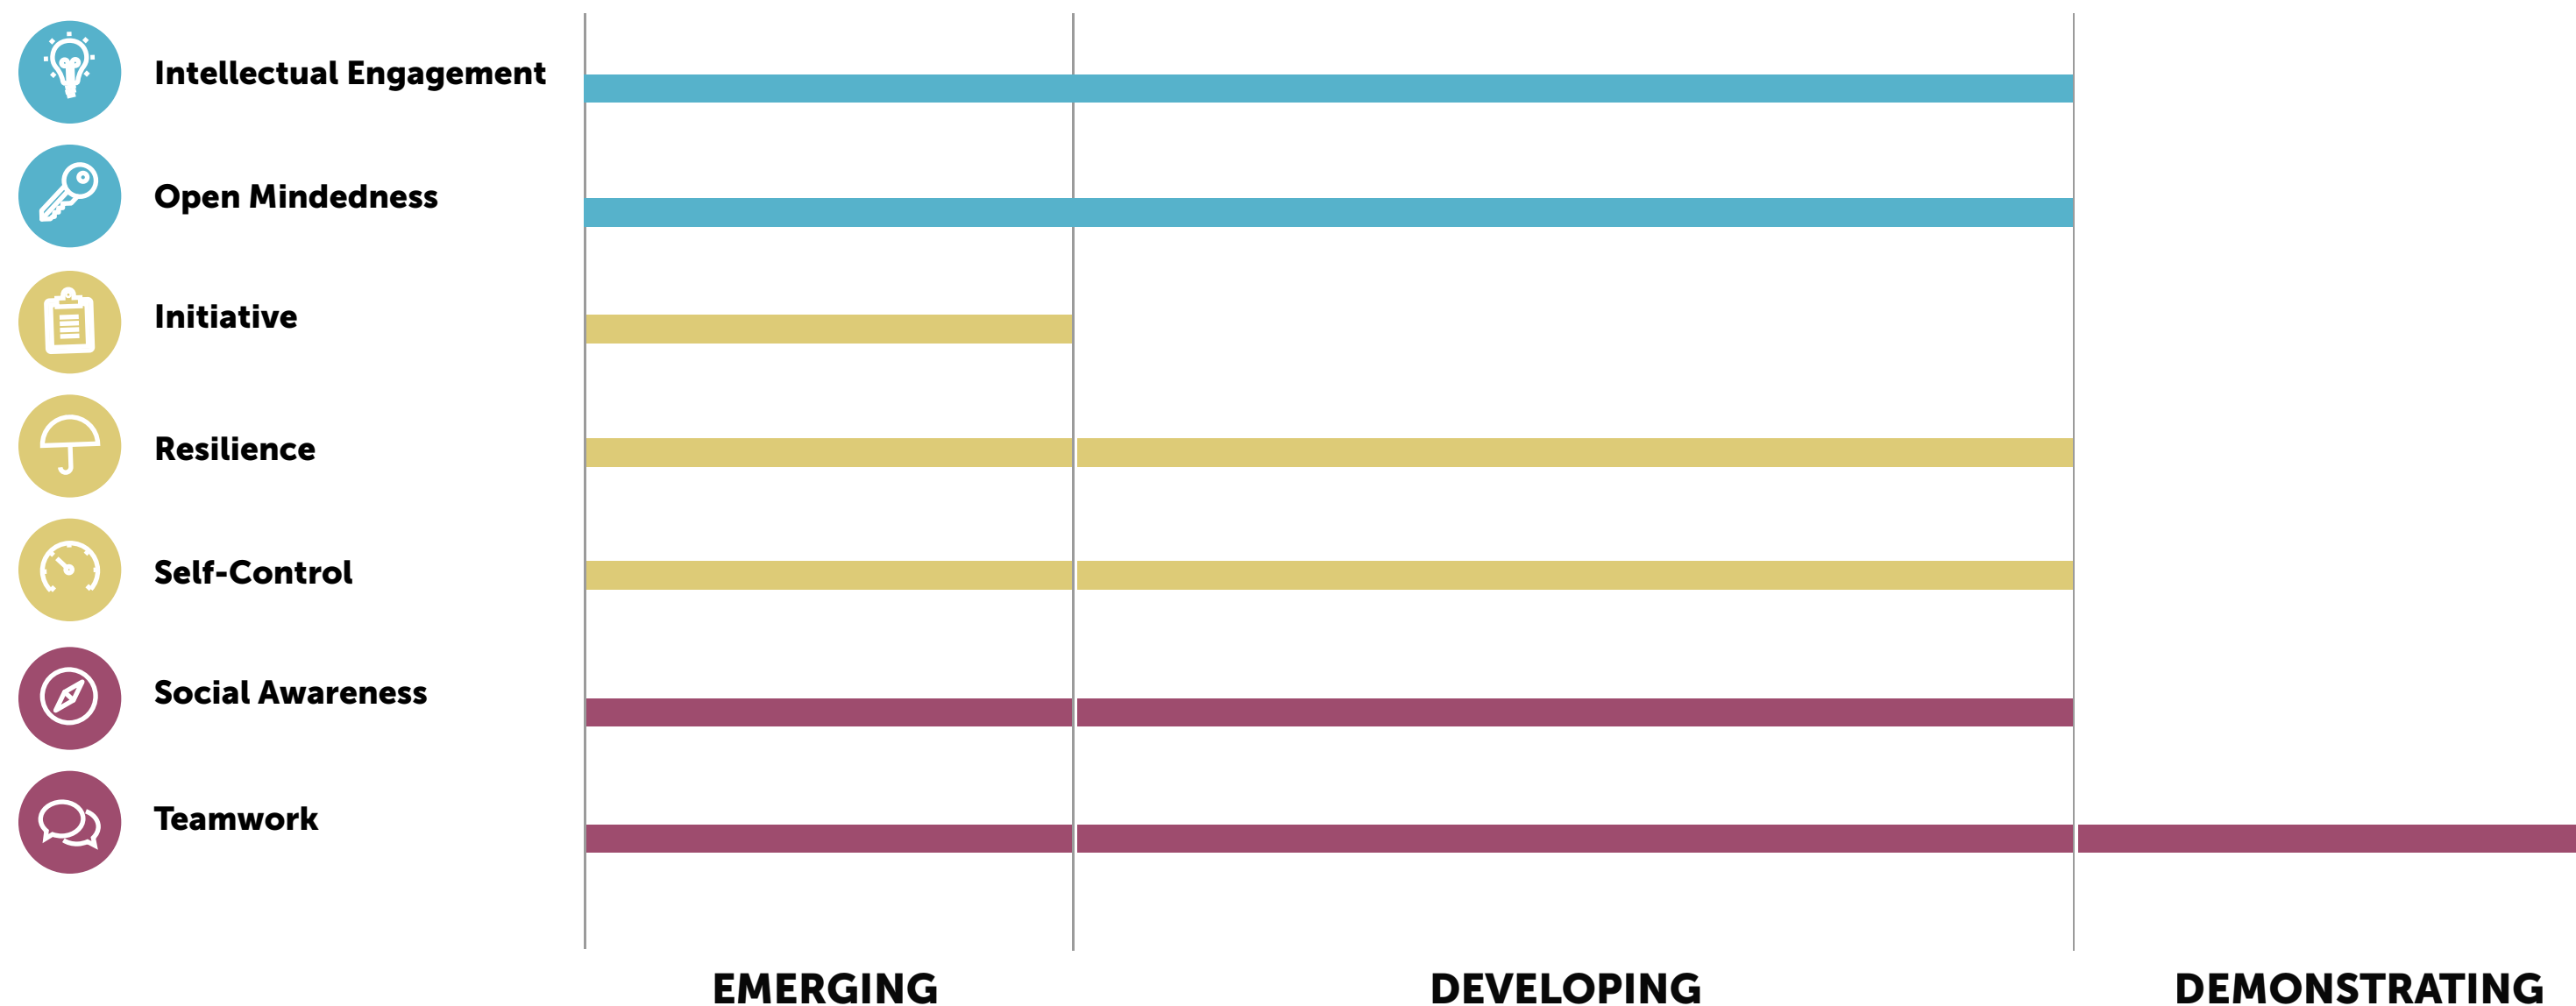 Intellectual Engagement
Open Mindedness
Initiative
Resilience
Self-Control
Social Awareness
Teamwork
EMERGING
DEVELOPING
DEMONSTRATING